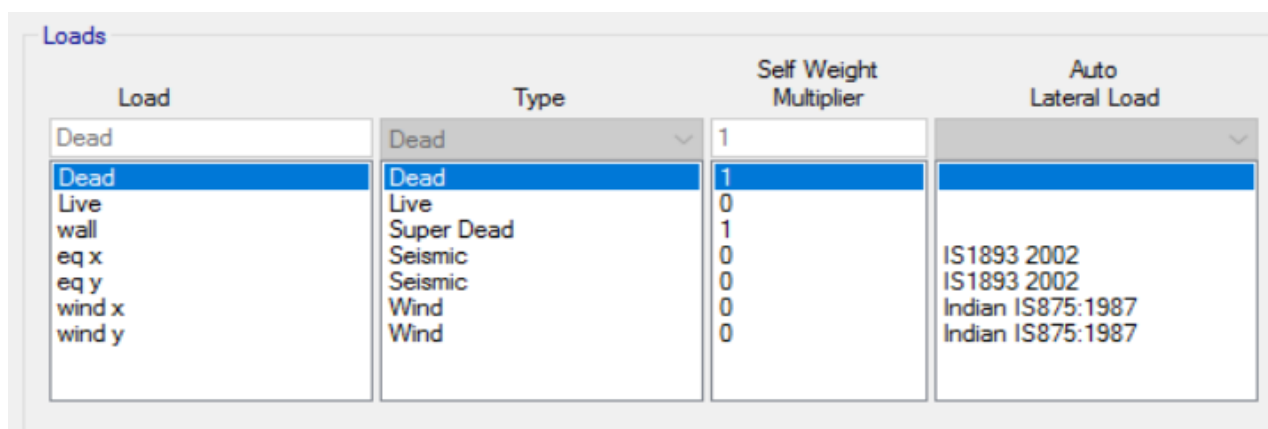 Loads
Load Type Self Weight Multiplier Auto Lateral Load
Dead Dead 1
Dead Dead 1
Live Live 0
wall Super Dead 1
eq x Seismic 0 IS1893 2002
eq y Seismic 0 IS1893 2002
wind x Wind 0 Indian IS875:1987
wind y Wind 0 Indian IS875:1987